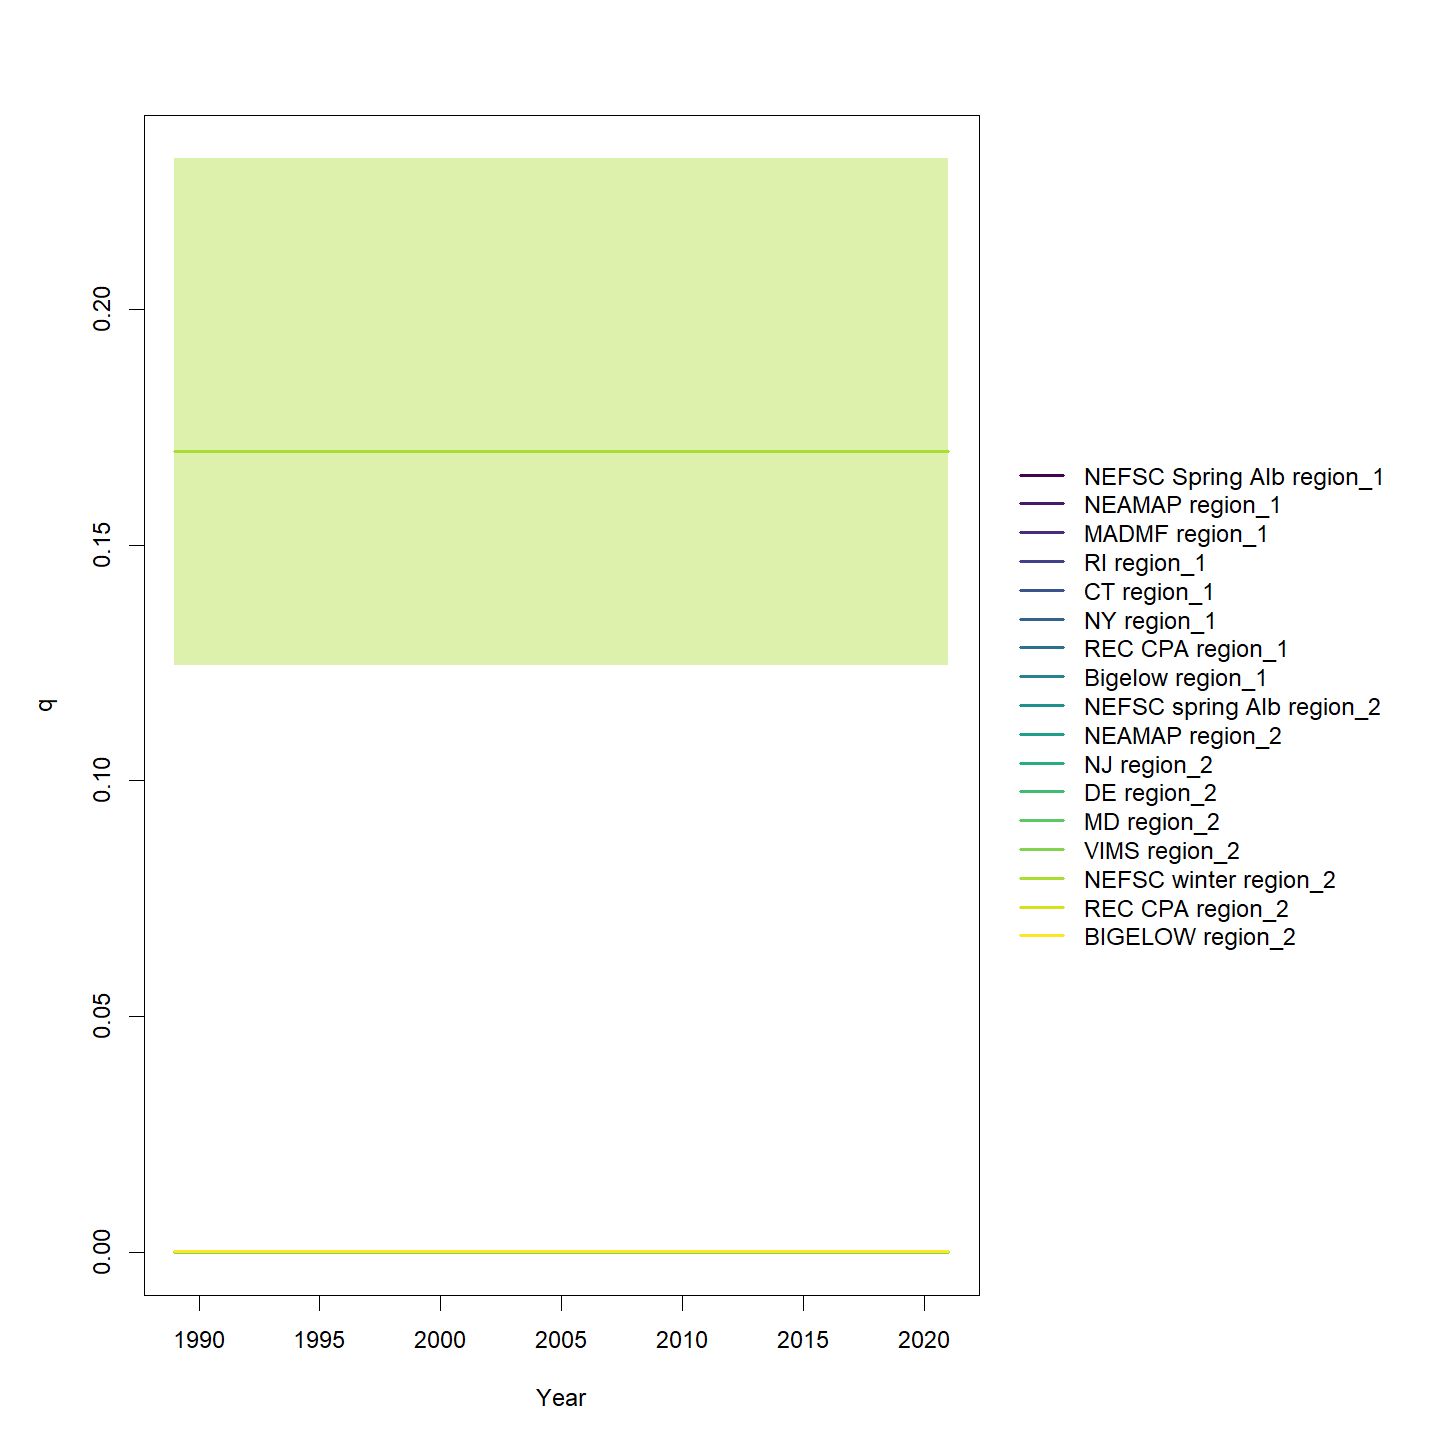 0.20
0.15
0.10
0.05
0.00
q
1990 1995 2000 2005 2010 2015 2020
Year
NEFSC Spring Alb region_1
NEAMAP region_1
MADMF region_1
RI region_1
CT region_1
NY region_1
REC CPA region_1
Bigelow region_1
NEFSC spring Alb region_2
NEAMAP region_2
NJ region_2
DE region_2
MD region_2
VIMS region_2
NEFSC winter region_2
REC CPA region_2
BIGELOW region_2